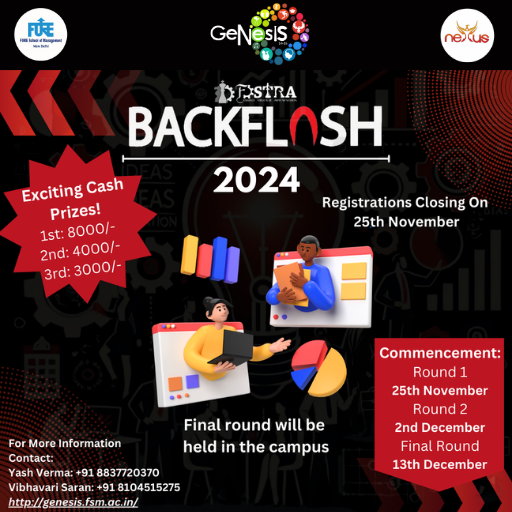 FORE
FORE School of Management
New Delhi
GeNesiS
nexus
STRA
BACKFLASH
2024
Registrations Closing On
25th November
Exciting Cash
Prizes!
1st: 8000/-
2nd: 4000/-
3rd: 3000/-
Commencement:
Round 1
25th November
Round 2
2nd December
Final Round
13th December
Final round will be
held in the campus
For More Information
Contact:
Yash Verma: +91 8837720370
Vibhavari Saran: +91 8104515275
http://genesis.fsm.ac.in/